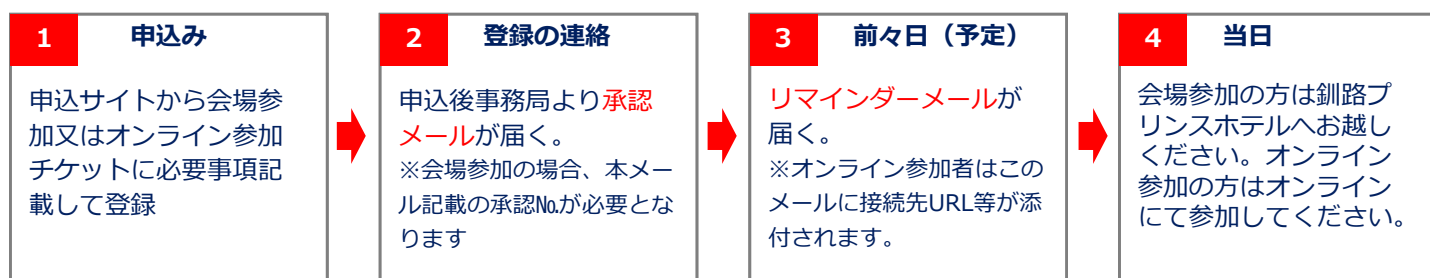 1 申込み
申込サイトから会場参
加又はオンライン参加
チケットに必要事項記
載して登録
2 登録の連絡
申込後事務局より承認
メールが届く。
※会場参加の場合、本メー
ル記載の承認№が必要とな
ります
3 前々日（予定）
リマインダーメールが
届く。
※オンライン参加者はこの
メールに接続先URL等が添
付されます。
4 当日
会場参加の方は釧路プ
リンスホテルへお越し
ください。オンライン
参加の方はオンライン
にて参加してください。